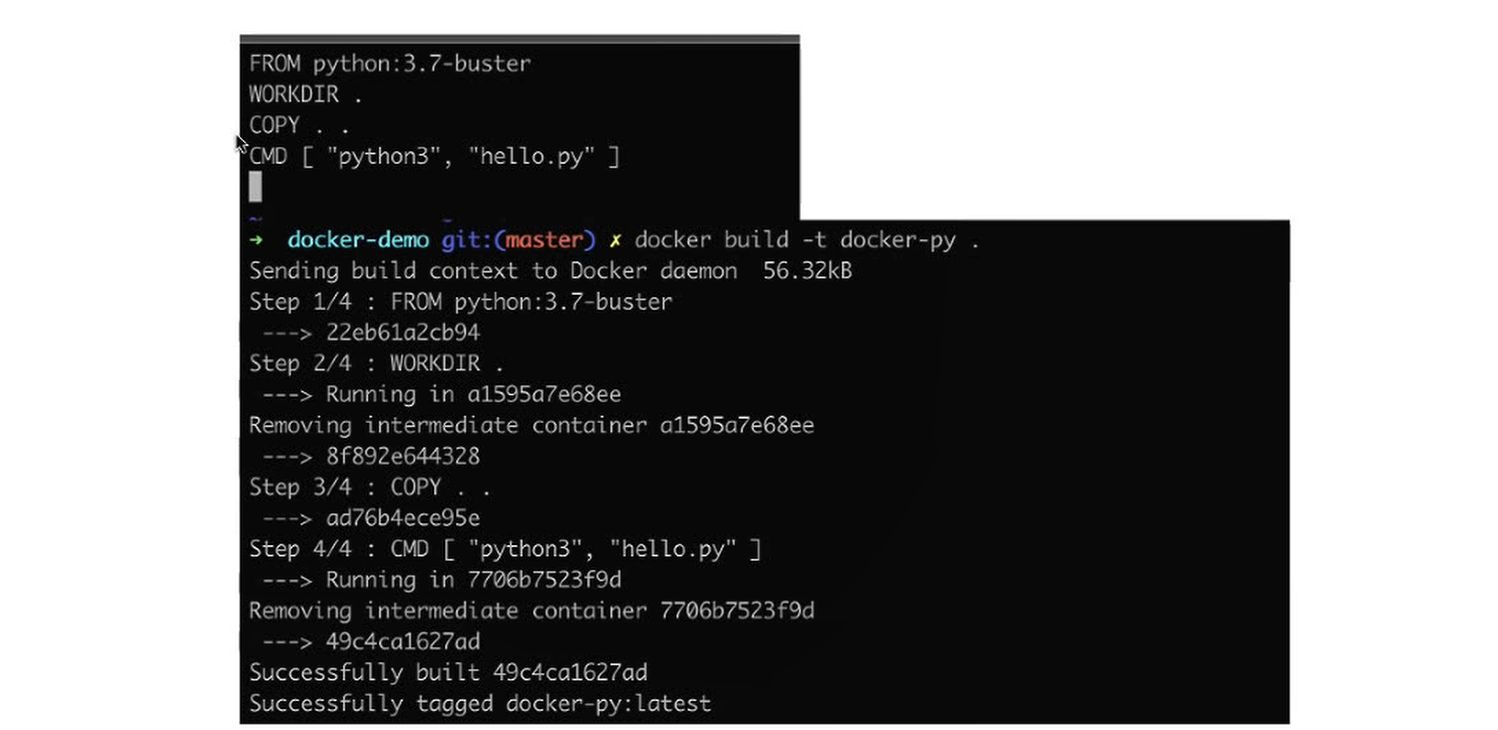 FROM python:3.7-buster
WORKDIR .
COPY . .
CMD [ "python3", "hello.py" ]
~
➜  docker-demo git:(master) ✗ docker build -t docker-py .
Sending build context to Docker daemon  56.32kB
Step 1/4 : FROM python:3.7-buster
 ---> 22eb61a2cb94
Step 2/4 : WORKDIR .
 ---> Running in a1595a7e68ee
Removing intermediate container a1595a7e68ee
 ---> 8f892e644328
Step 3/4 : COPY . .
 ---> ad76b4ece95e
Step 4/4 : CMD [ "python3", "hello.py" ]
 ---> Running in 7706b7523f9d
Removing intermediate container 7706b7523f9d
 ---> 49c4ca1627ad
Successfully built 49c4ca1627ad
Successfully tagged docker-py:latest